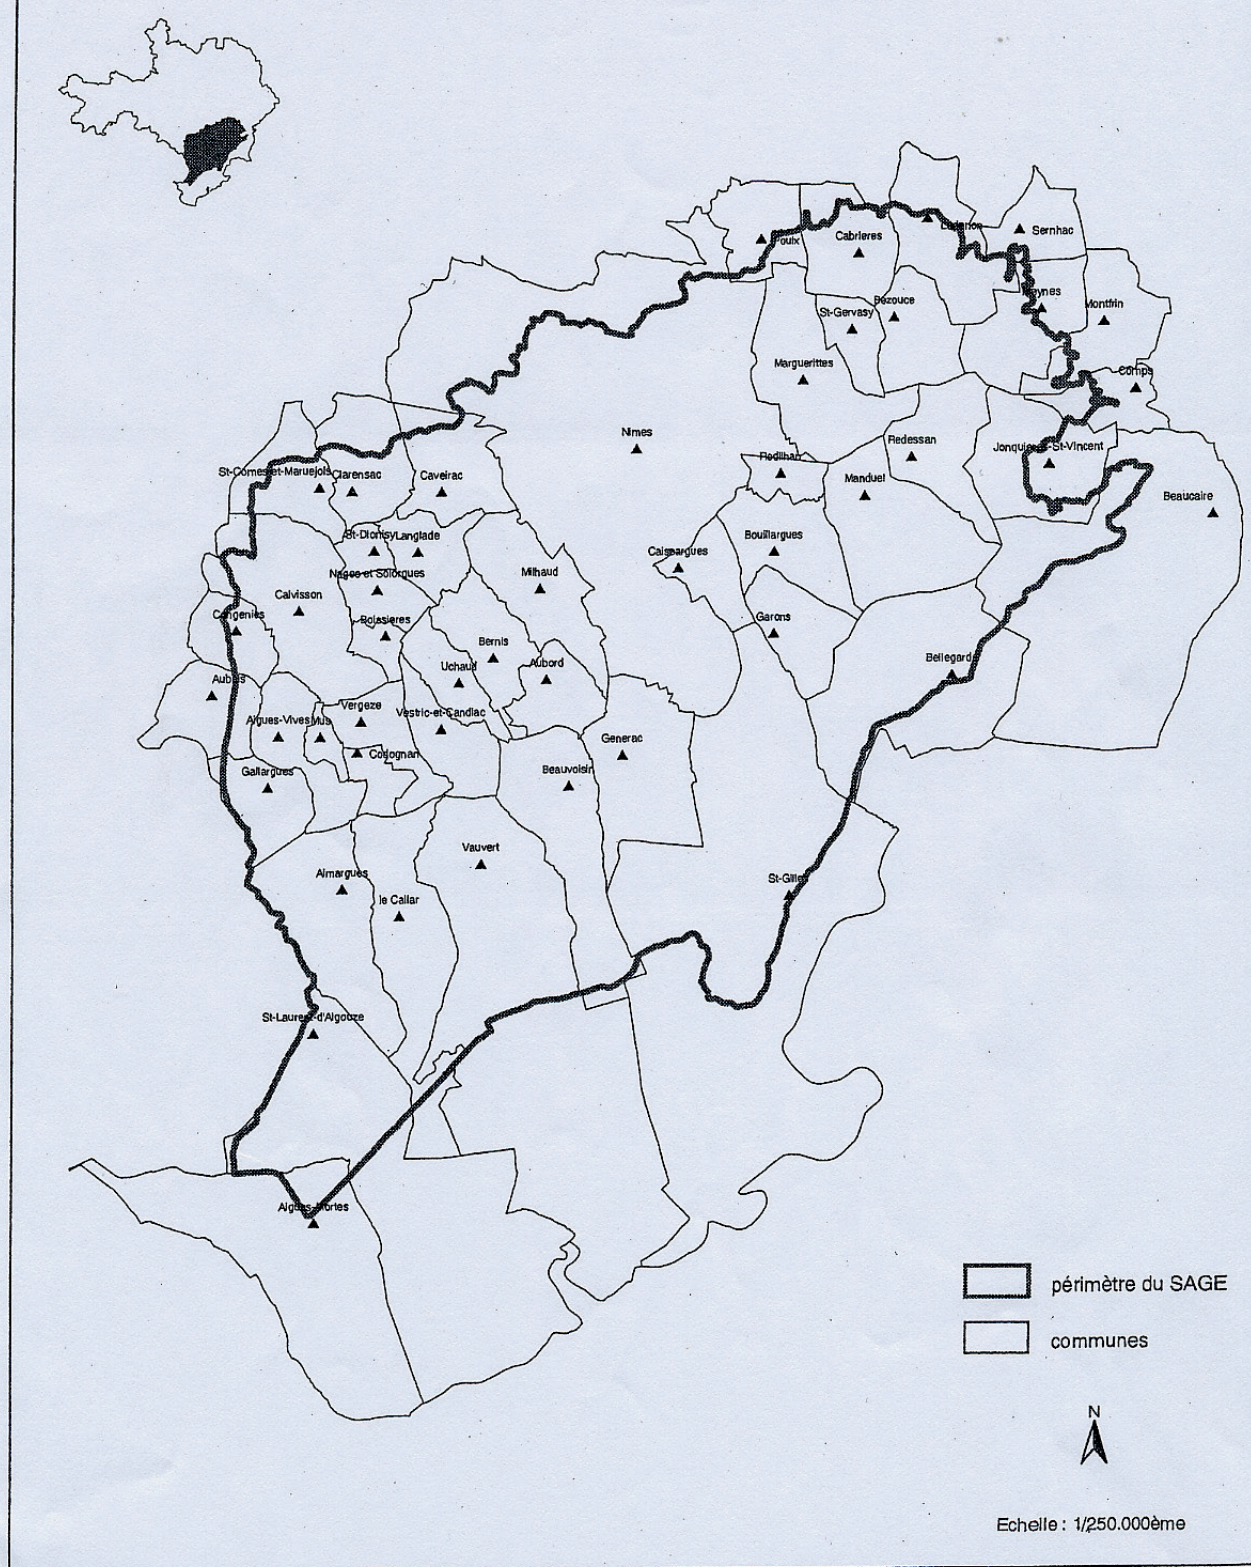 Sernhac
Cabrieres
Meynes
Bezouce
Montfrin
St-Gervasy
Marguerittes
Comps
Nimes
Redessan
Jonquieres-St-Vincent
Rodilhan
St-Comes-et-Maruejols
Clarensac
Caveirac
Manduel
Beaucaire
St-Dionisy
Langlade
Bouillargues
Caissargues
Nages et Solorgues
Milhaud
Calvisson
Congenies
Boissieres
Garons
Bernis
Bellegard
Uchaud
Aubord
Aubais
Vergeze
Vestric-et-Candiac
Aigues-Vives
Mus
Generac
Codognan
Gallargues
Beauvoisin
Vauvert
Aimargues
St-Gilles
le Cailar
St-Laurent-d'Aigouze
Aigues-Mortes
périmètre du SAGE
communes
N
Echelle : 1/250.000ème